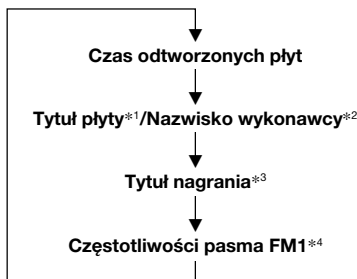 Czas odtworzonych płyt
Tytuł płyty*1/Nazwisko wykonawcy*2
Tytuł nagrania*3
Częstotliwości pasma FM1*4